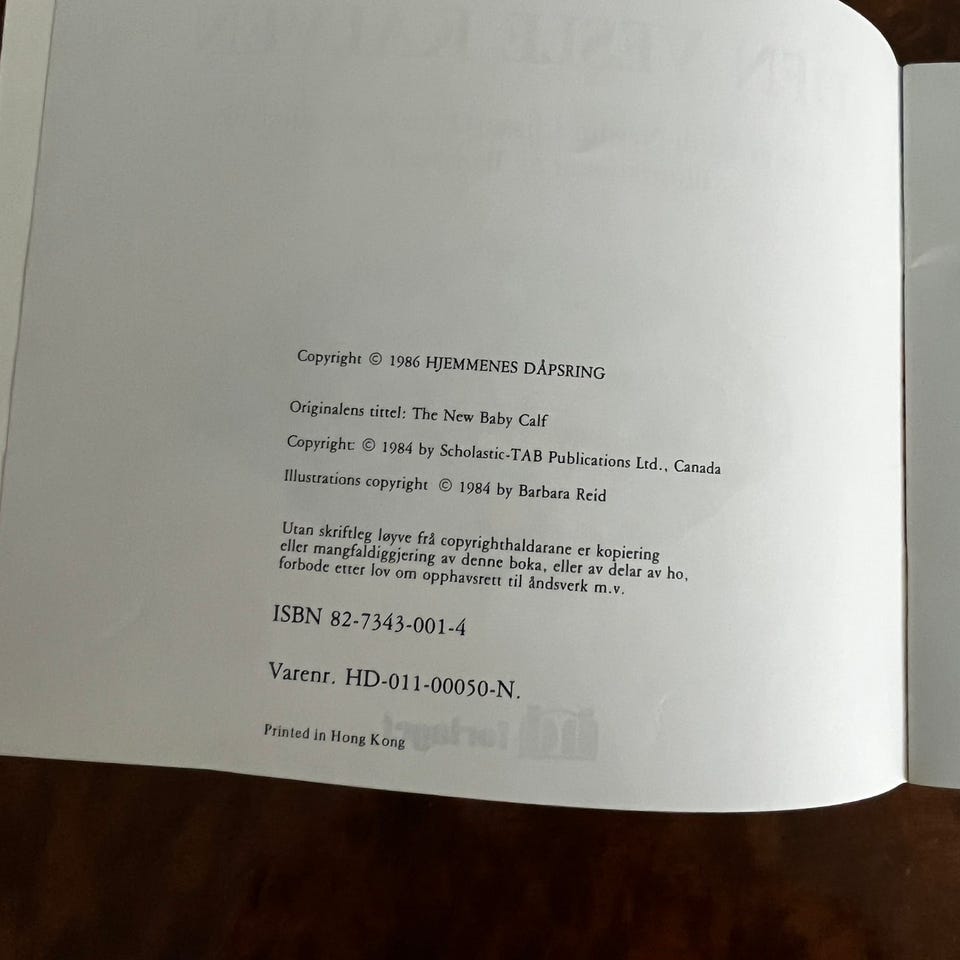 Copyright © 1986 HJEMMENES DÅPSRING
Originalens tittel: The New Baby Calf
Copyright: © 1984 by Scholastic-TAB Publications Ltd., Canada
Illustrations copyright © 1984 by Barbara Reid
Utan skriftleg løyve frå copyrighthaldarane er kopiering
eller mangfaldiggjering av denne boka, eller av delar av ho,
forbode etter lov om opphavsrett til åndsverk m.v.
ISBN 82-7343-001-4
Varenr. HD-011-00050-N.
Printed in Hong Kong